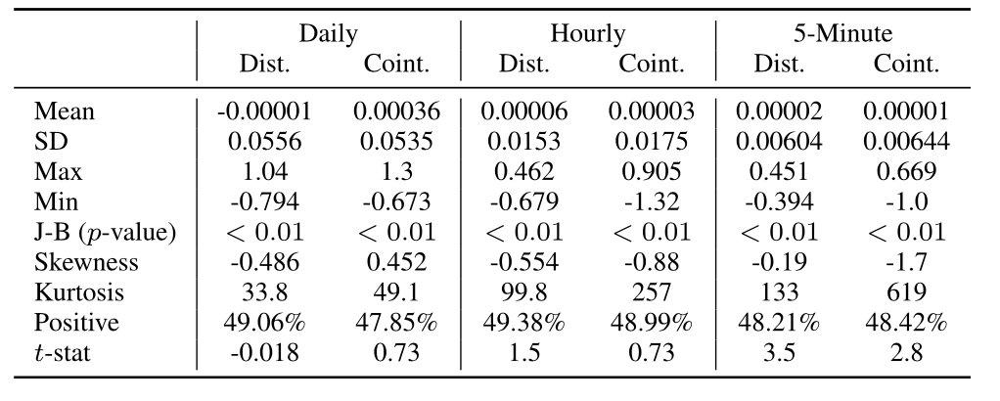 Daily Hourly 5-Minute
Dist. Coint. Dist. Coint. Dist. Coint.
Mean -0.00001 0.00036 0.00006 0.00003 0.00002 0.00001
SD 0.0556 0.0535 0.0153 0.0175 0.00604 0.00644
Max 1.04 1.3 0.462 0.905 0.451 0.669
Min -0.794 -0.673 -0.679 -1.32 -0.394 -1.0
J-B (p-value) < 0.01 < 0.01 < 0.01 < 0.01 < 0.01 < 0.01
Skewness -0.486 0.452 -0.554 -0.88 -0.19 -1.7
Kurtosis 33.8 49.1 99.8 257 133 619
Positive 49.06% 47.85% 49.38% 48.99% 48.21% 48.42%
t-stat -0.018 0.73 1.5 0.73 3.5 2.8